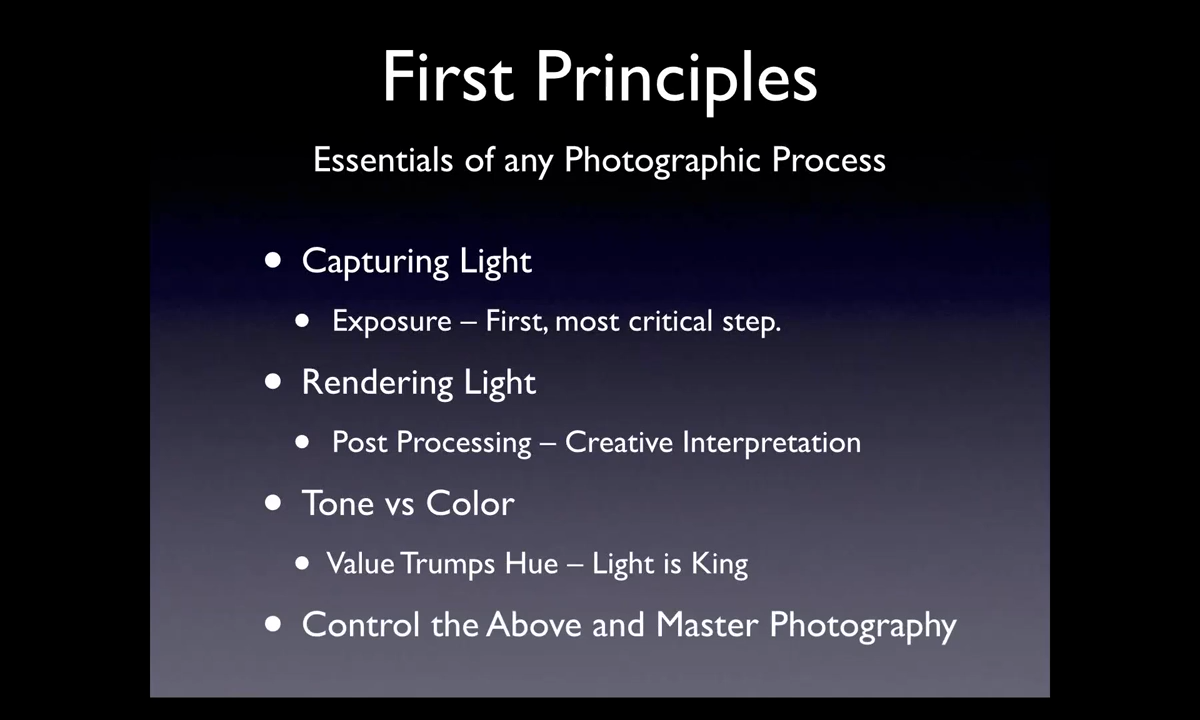 First Principles
Essentials of any Photographic Process
• Capturing Light
• Exposure – First, most critical step.
• Rendering Light
• Post Processing – Creative Interpretation
• Tone vs Color
• Value Trumps Hue – Light is King
• Control the Above and Master Photography